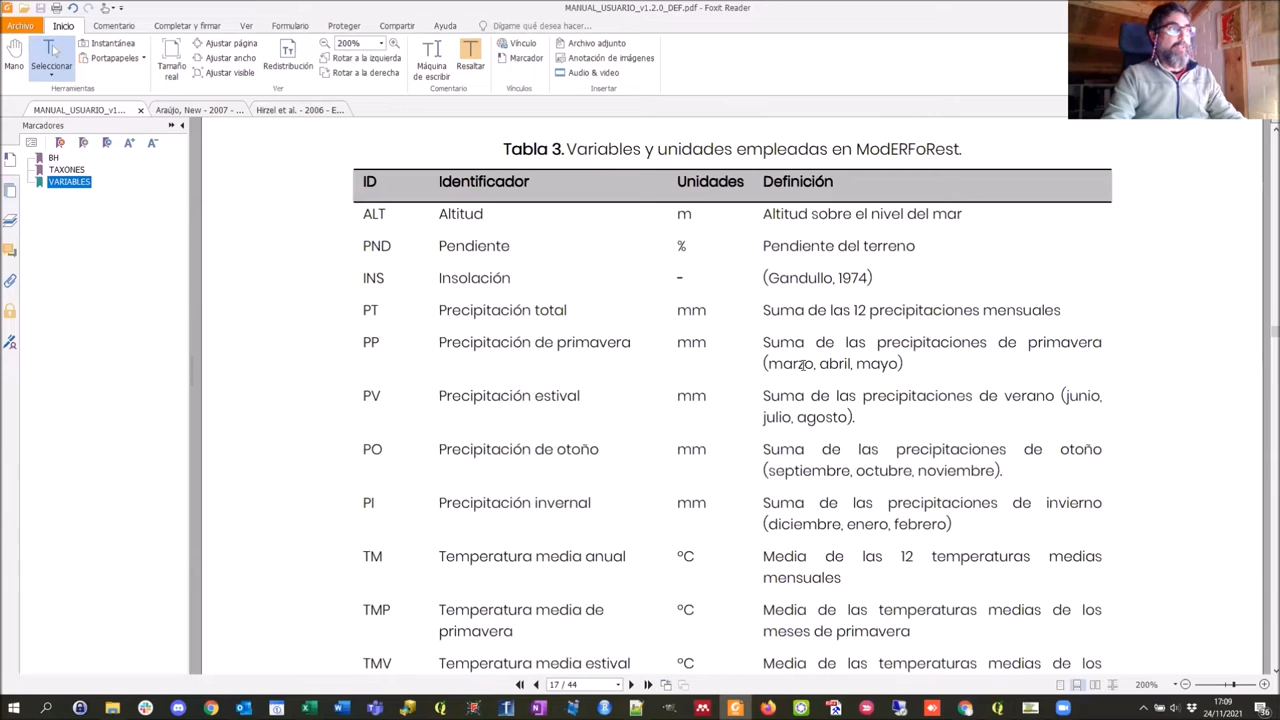 MANUAL_USUARIO_v1.2.0_DEF.pdf - Foxit Reader
Archivo Inicio Comentario Completar y firmar Ver Formulario Proteger Compartir Ayuda Dígame qué desea hacer...
Mano
Seleccionar
Instantánea
Portapapeles
Herramientas
Tamaño real
Ajustar página
Ajustar ancho
Ajustar visible
Redistribución
200%
Rotar a la izquierda
Rotar a la derecha
Ver
Máquina de escribir
Resaltar
Comentario
Vínculo
Marcador
Vínculos
Archivo adjunto
Anotación de imágenes
Audio & video
Insertar
MANUAL_USUARIO_v1... Araújo, New - 2007 - ... Hirzel et al. - 2006 - E...
Marcadores
BH
TAXONES
VARIABLES
Tabla 3. Variables y unidades empleadas en ModERFoRest.
ID Identificador Unidades Definición
ALT Altitud m Altitud sobre el nivel del mar
PND Pendiente % Pendiente del terreno
INS Insolación - (Gandullo, 1974)
PT Precipitación total mm Suma de las 12 precipitaciones mensuales
PP Precipitación de primavera mm Suma de las precipitaciones de primavera
(marzo, abril, mayo)
PV Precipitación estival mm Suma de las precipitaciones de verano (junio,
julio, agosto).
PO Precipitación de otoño mm Suma de las precipitaciones de otoño
(septiembre, octubre, noviembre).
PI Precipitación invernal mm Suma de las precipitaciones de invierno
(diciembre, enero, febrero)
TM Temperatura media anual ºC Media de las 12 temperaturas medias
mensuales
TMP Temperatura media de ºC Media de las temperaturas medias de los
primavera meses de primavera
TMV Temperatura media estival ºC Media de las temperaturas medias de los
17 / 44
200%
17:09
24/11/2021